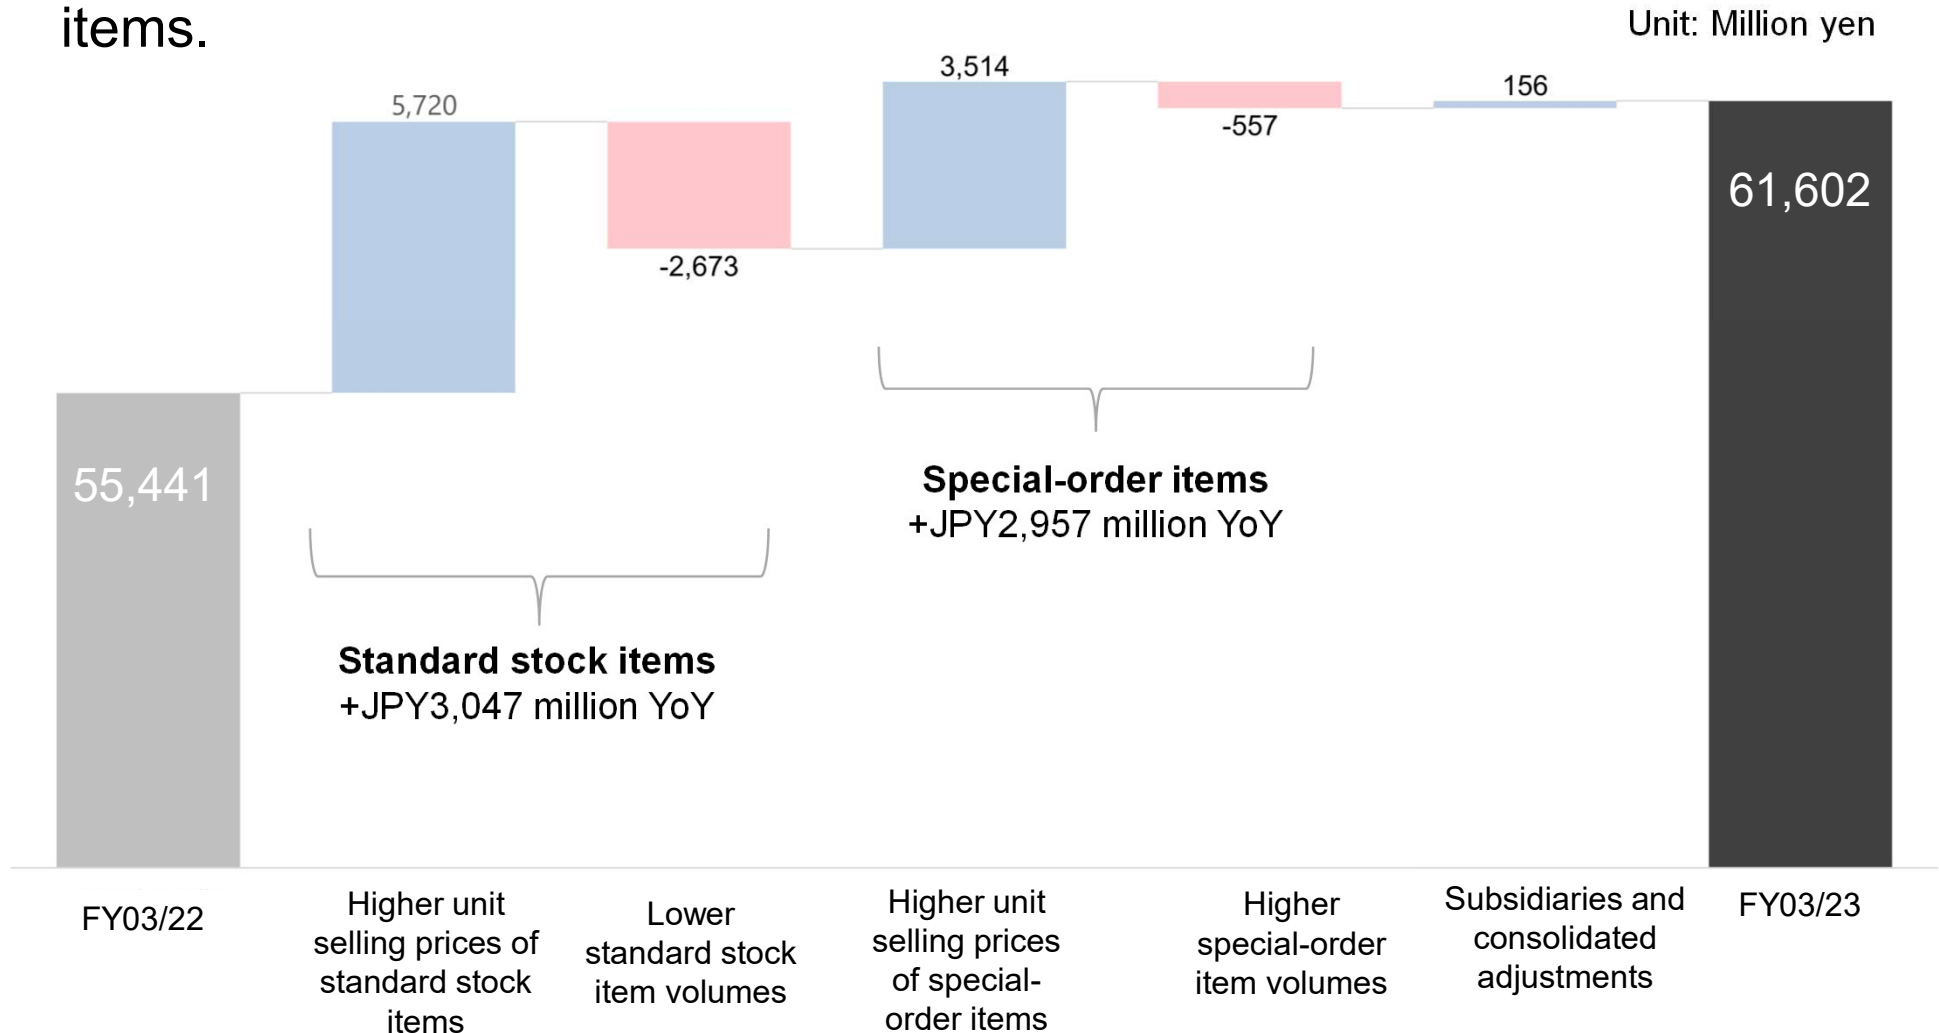 items.
Unit: Million yen
5,720
-2,673
3,514
-557
156
61,602
55,441
Special-order items
+JPY2,957 million YoY
Standard stock items
+JPY3,047 million YoY
FY03/22
Higher unit
selling prices of
standard stock
items
Lower
standard stock
item volumes
Higher unit
selling prices
of special-
order items
Higher
special-order
item volumes
Subsidiaries and
consolidated
adjustments
FY03/23